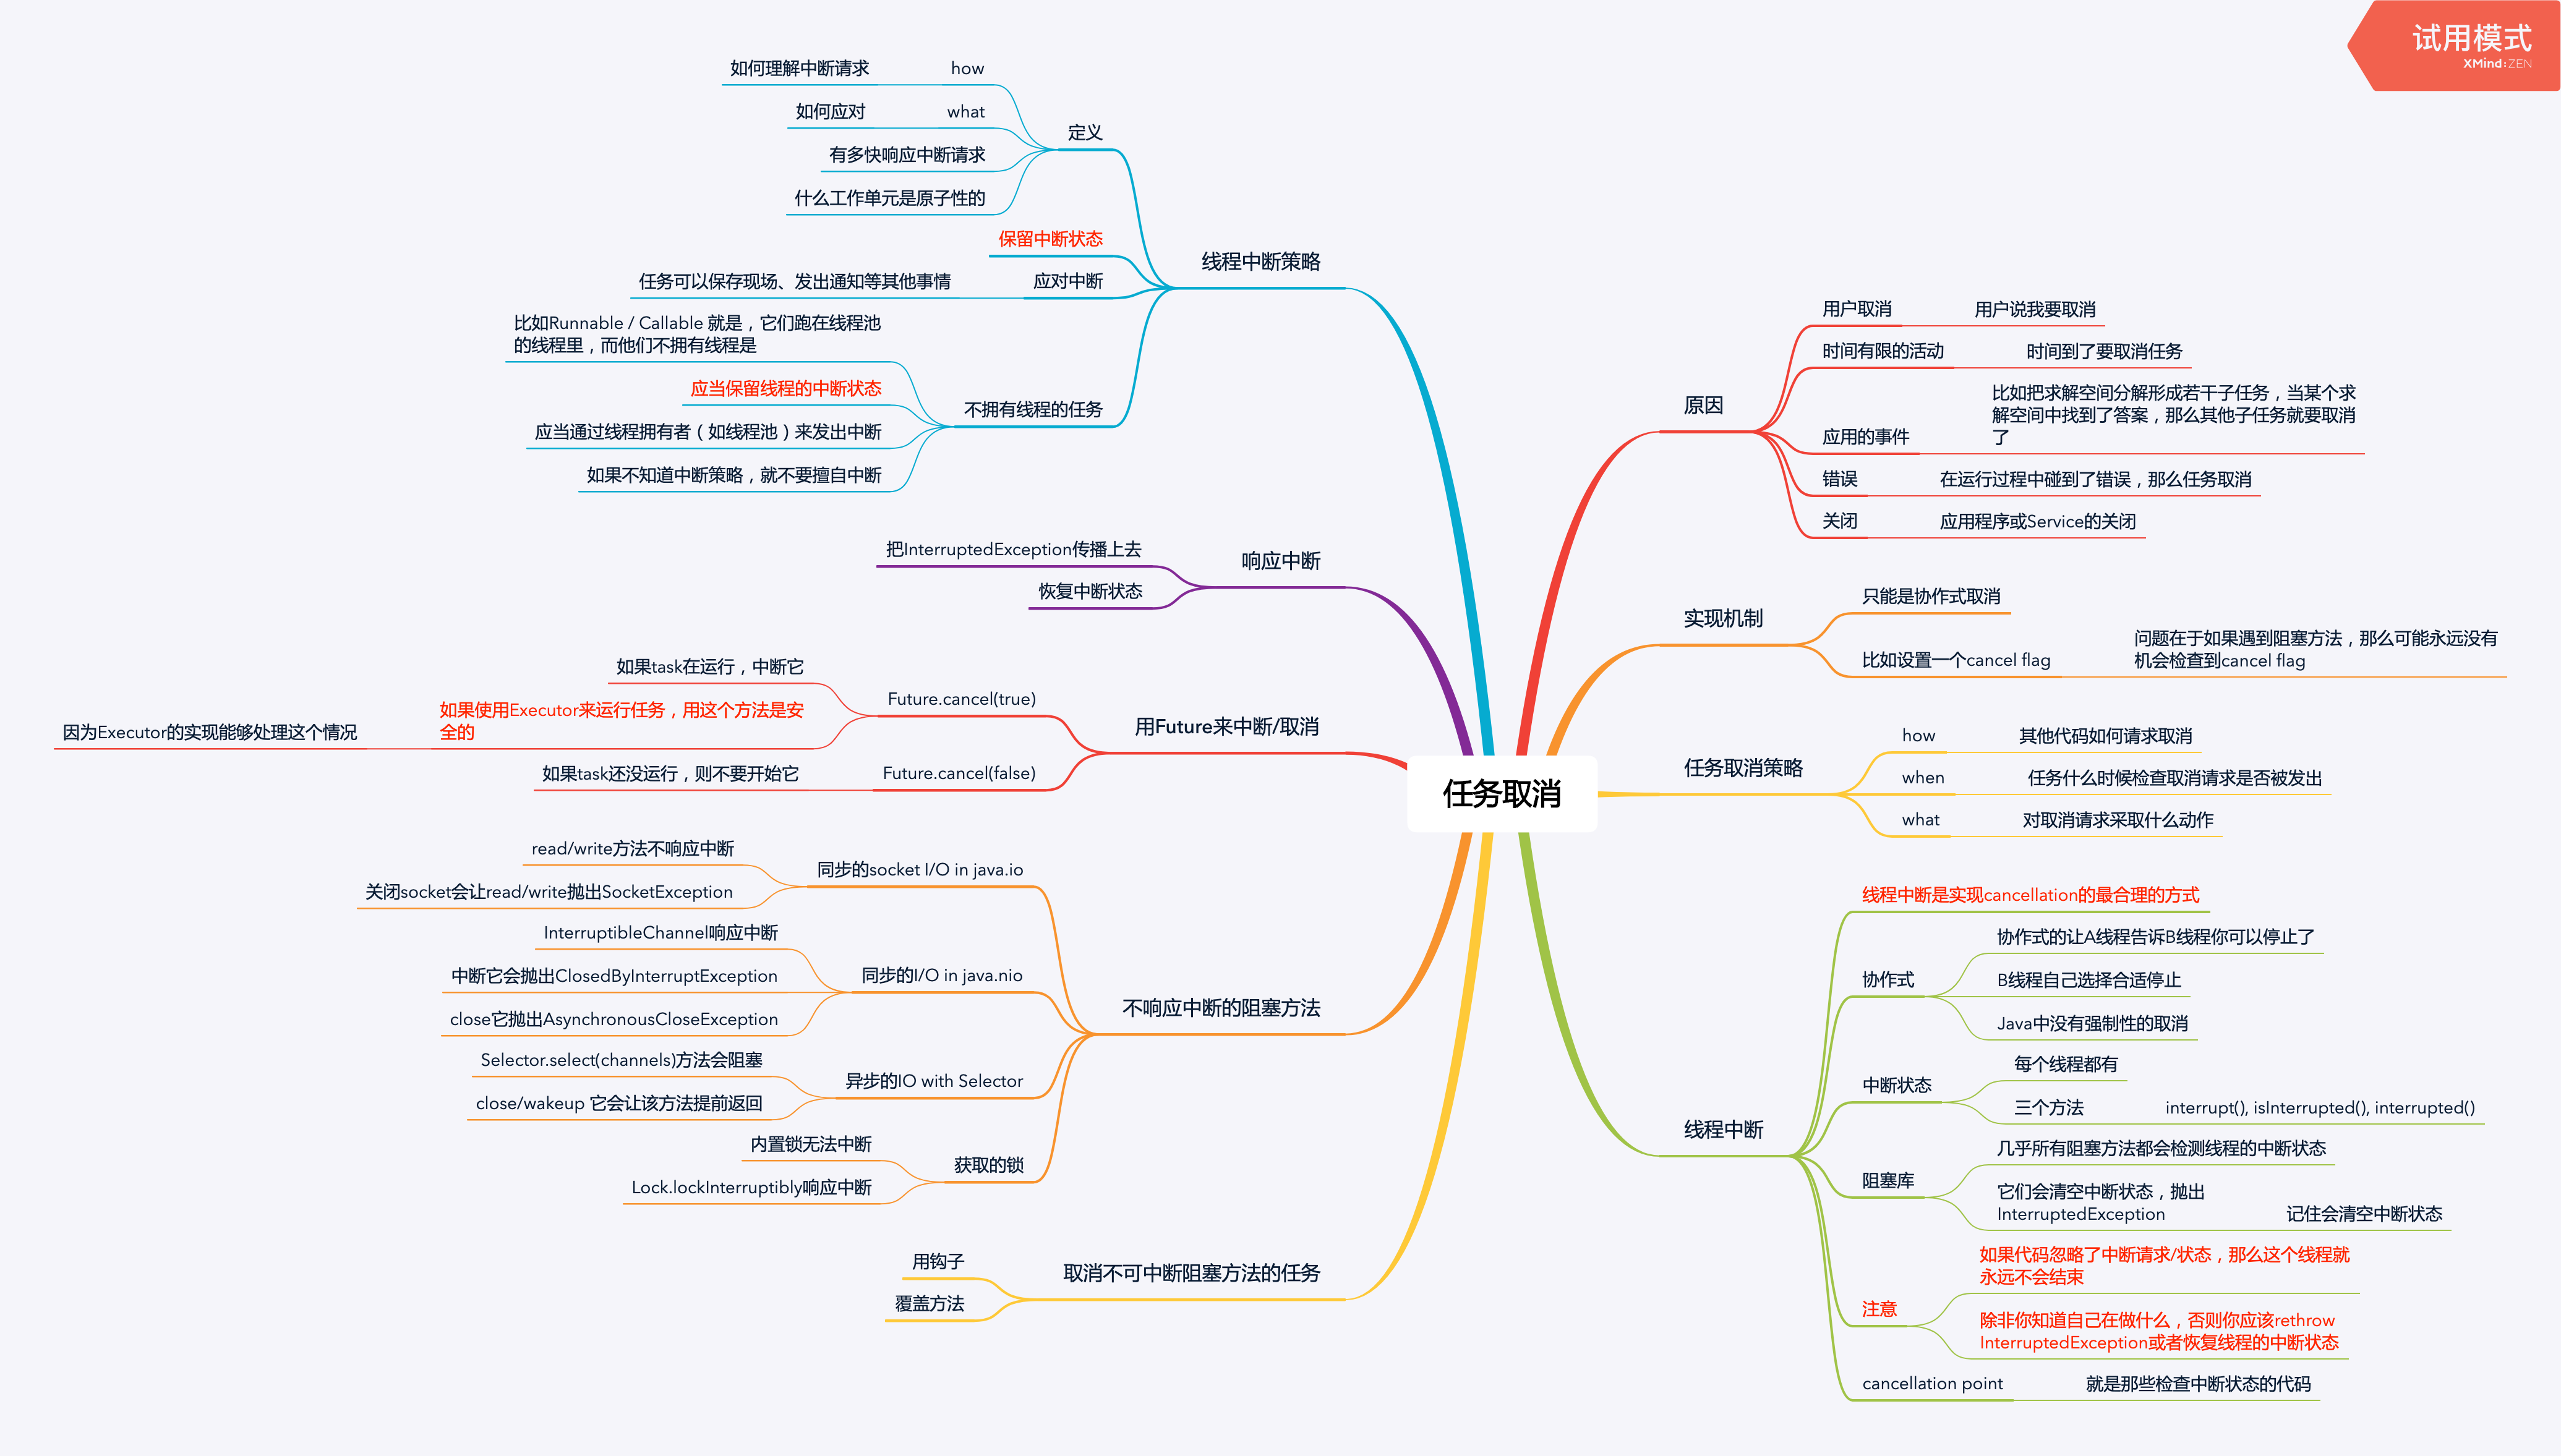 试用模式
XMind:ZEN
任务取消
原因
用户取消
用户说我要取消
时间有限的活动
时间到了要取消任务
应用的事件
比如把求解空间分解形成若干子任务，当某个求
解空间中找到了答案，那么其他子任务就要取消
了
错误
在运行过程中碰到了错误，那么任务取消
关闭
应用程序或Service的关闭
实现机制
只能是协作式取消
比如设置一个cancel flag
问题在于如果遇到阻塞方法，那么可能永远没有
机会检查到cancel flag
任务取消策略
how
其他代码如何请求取消
when
任务什么时候检查取消请求是否被发出
what
对取消请求采取什么动作
线程中断
线程中断是实现cancellation的最合理的方式
协作式
协作式的让A线程告诉B线程你可以停止了
B线程自己选择合适停止
Java中没有强制性的取消
中断状态
每个线程都有
三个方法
interrupt(), isInterrupted(), interrupted()
阻塞库
几乎所有阻塞方法都会检测线程的中断状态
它们会清空中断状态，抛出
InterruptedException
记住会清空中断状态
注意
如果代码忽略了中断请求/状态，那么这个线程就
永远不会结束
除非你知道自己在做什么，否则你应该rethrow
InterruptedException或者恢复线程的中断状态
cancellation point
就是那些检查中断状态的代码
线程中断策略
定义
how
如何理解中断请求
what
如何应对
有多快响应中断请求
什么工作单元是原子性的
保留中断状态
应对中断
任务可以保存现场、发出通知等其他事情
不拥有线程的任务
比如Runnable / Callable 就是，它们跑在线程池
的线程里，而他们不拥有线程是
应当保留线程的中断状态
应当通过线程拥有者（如线程池）来发出中断
如果不知道中断策略，就不要擅自中断
响应中断
把InterruptedException传播上去
恢复中断状态
用Future来中断/取消
Future.cancel(true)
如果task在运行，中断它
如果使用Executor来运行任务，用这个方法是安
全的
因为Executor的实现能够处理这个情况
Future.cancel(false)
如果task还没运行，则不要开始它
不响应中断的阻塞方法
同步的socket I/O in java.io
read/write方法不响应中断
关闭socket会让read/write抛出SocketException
同步的I/O in java.nio
InterruptibleChannel响应中断
中断它会抛出ClosedByInterruptException
close它抛出AsynchronousCloseException
异步的IO with Selector
Selector.select(channels)方法会阻塞
close/wakeup 它会让该方法提前返回
获取的锁
内置锁无法中断
Lock.lockInterruptibly响应中断
取消不可中断阻塞方法的任务
用钩子
覆盖方法